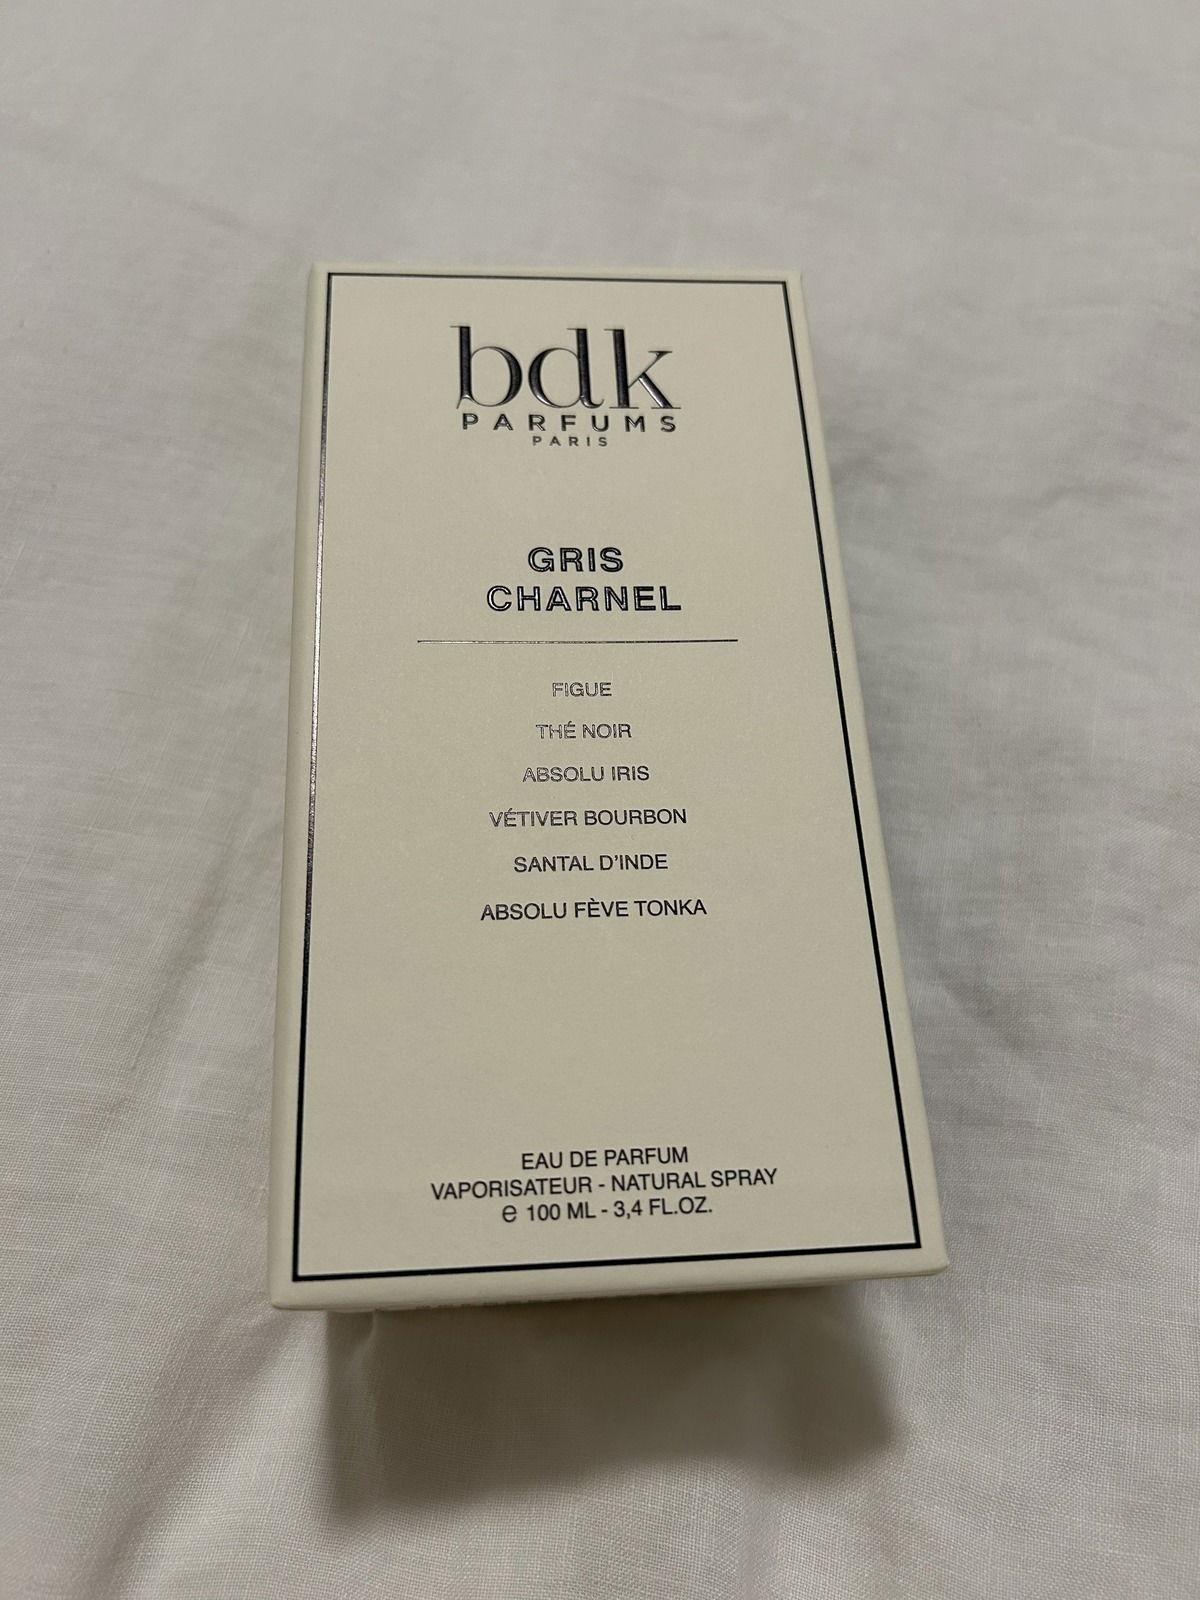 bdk
PARFUMS
PARIS
GRIS
CHARNEL
FIGUE
THÉ NOIR
ABSOLU IRIS
VÉTIVER BOURBON
SANTAL D'INDE
ABSOLU FÈVE TONKA
EAU DE PARFUM
VAPORISATEUR - NATURAL SPRAY
℮ 100 ML - 3,4 FL.OZ.